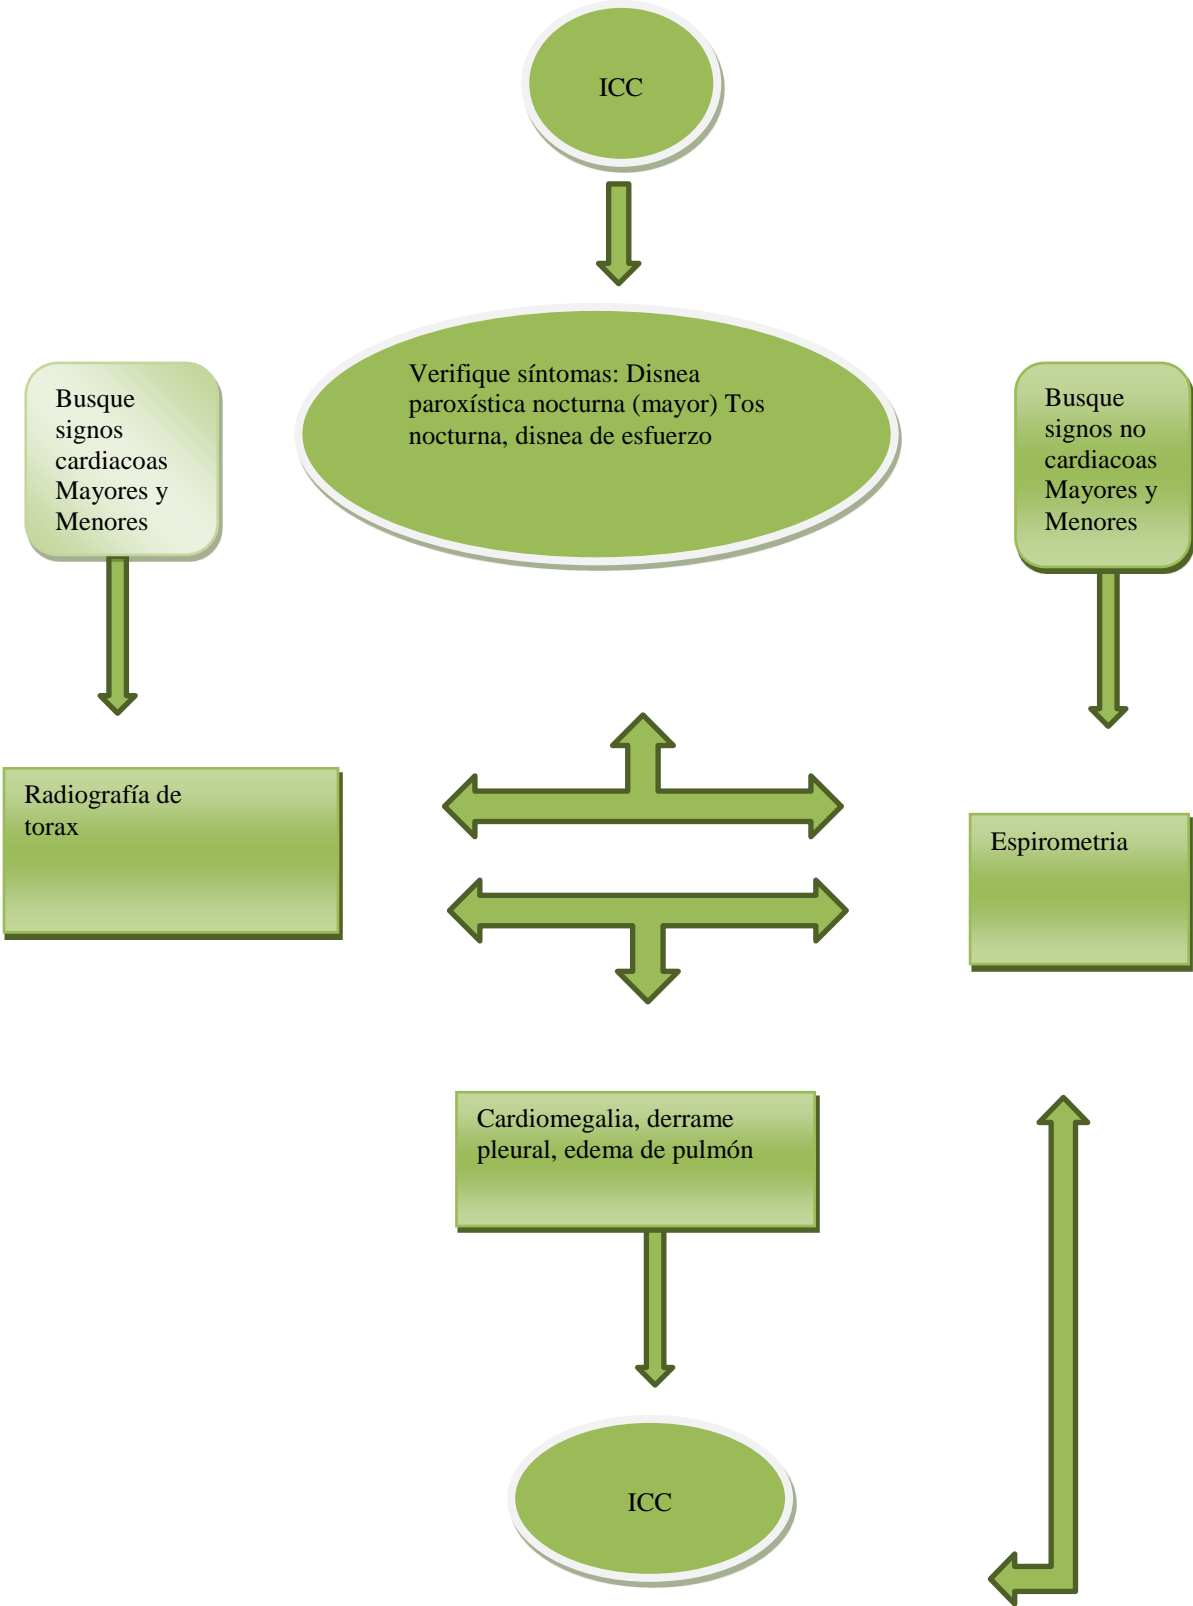 ICC
Verifique síntomas: Disnea
paroxística nocturna (mayor) Tos
nocturna, disnea de esfuerzo
Busque
signos
cardiacoas
Mayores y
Menores
Busque
signos no
cardiacoas
Mayores y
Menores
Radiografía de
torax
Espirometria
Cardiomegalia, derrame
pleural, edema de pulmón
ICC